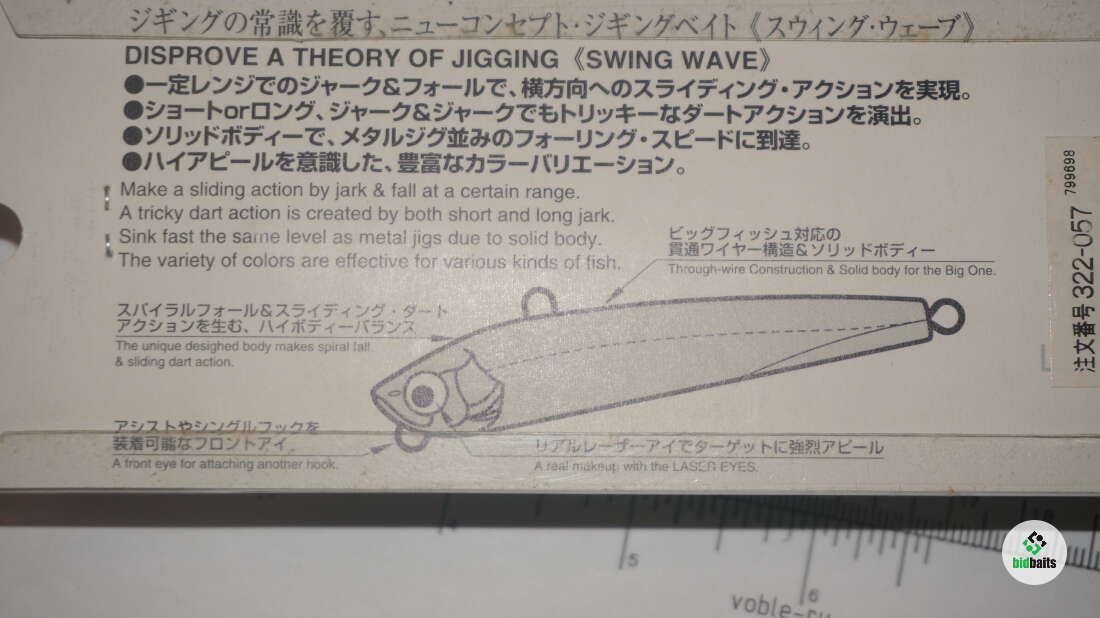 ジギングの常識を覆す、ニューコンセプト・ジギングベイト《スウィング・ウェーブ》
DISPROVE A THEORY OF JIGGING《SWING WAVE》
●一定レンジでのジャーク&フォールで、横方向へのスライディング・アクションを実現。
●ショートorロング、ジャーク&ジャークでもトリッキーなダートアクションを演出。
●ソリッドボディーで、メタルジグ並みのフォーリング・スピードに到達。
●ハイアピールを意識した、豊富なカラーバリエーション。
Make a sliding action by jark & fall at a certain range.
A tricky dart action is created by both short and long jark.
Sink fast the same level as metal jigs due to solid body.
The variety of colors are effective for various kinds of fish.
ビッグフィッシュ対応の
貫通ワイヤー構造&ソリッドボディー
Through-wire Construction & Solid body for the Big One.
スパイラルフォール&スライディング・ダート
アクションを生む、ハイボディーバランス
The unique desighed body makes spiral fall
& sliding dart action.
アシストやシングルフックを
装着可能なフロントアイ
A front eye for attaching another hook.
リアルレーザーアイでターゲットに強烈アピール
A real makeup with the LASER EYES.
注文番号 322-057 799698
4
5
6
voble-ru
bidbaits